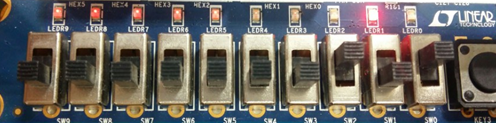 HEX5 HEX4 HEX3 HEX2 HEX1 HEX0
LEDR9 LEDR8 LEDR7 LEDR6 LEDR5 LEDR4 LEDR3 LEDR2 LEDR1 LEDR0
LINEAR
TECHNOLOGY
SW9 SW8 SW7 SW6 SW5 SW4 SW3 SW2 SW1 SW0 KEY3